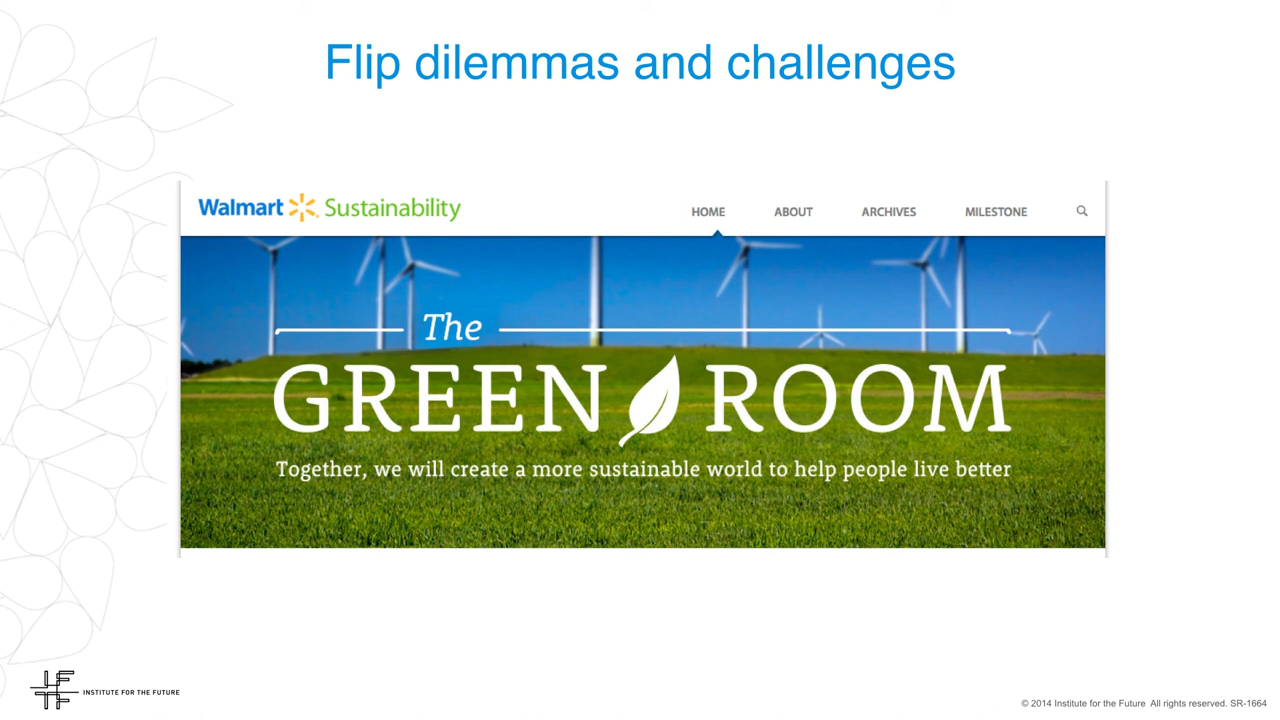 Flip dilemmas and challenges
Walmart Sustainability
HOME ABOUT ARCHIVES MILESTONE
The
GREEN ROOM
Together, we will create a more sustainable world to help people live better
INSTITUTE FOR THE FUTURE
© 2014 Institute for the Future All rights reserved. SR-1664